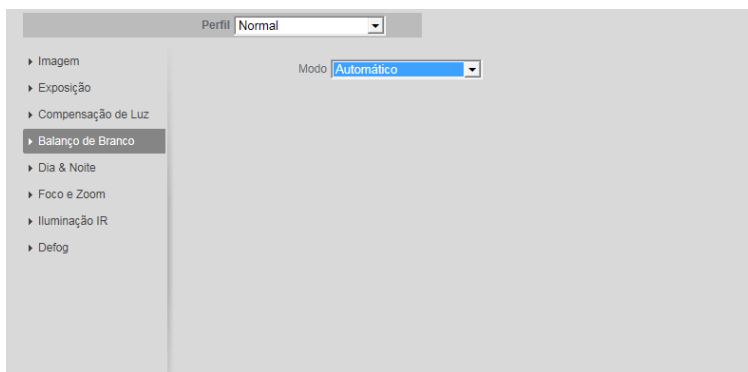 Perfil Normal
Imagem
Modo Automático
Exposição
Compensação de Luz
Balanço de Branco
Dia & Noite
Foco e Zoom
Iluminação IR
Defog